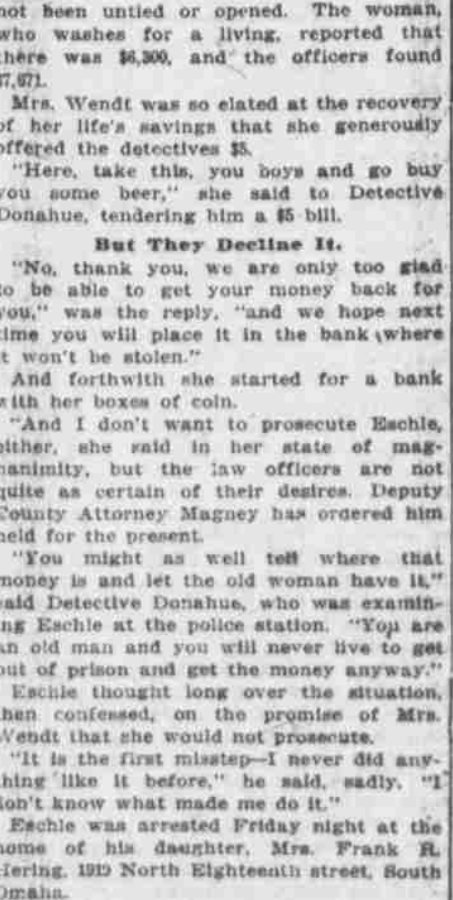 not been untied or opened. The woman,
who washes for a living, reported that
there was $6,300, and the officers found
$7,671.
Mrs. Wendt was so elated at the recovery
of her life's savings that she generously
offered the detectives $5.
"Here, take this, you boys and go buy
you some beer," she said to Detective
Donahue, tendering him a $5 bill.
But They Decline It.
"No, thank you, we are only too glad
to be able to get your money back for
you," was the reply, "and we hope next
time you will place it in the bank where
it won't be stolen."
And forthwith she started for a bank
with her boxes of coin.
"And I don't want to prosecute Eschle,
either, she said in her state of mag-
nanimity, but the law officers are not
quite as certain of their desires. Deputy
County Attorney Magney has ordered him
held for the present.
"You might as well tell where that
money is and let the old woman have it,"
said Detective Donahue, who was examin-
ing Eschle at the police station. "You are
an old man and you will never live to get
out of prison and get the money anyway."
Eschle thought long over the situation,
then confessed, on the promise of Mrs.
Wendt that she would not prosecute.
"It is the first misstep—I never did any-
thing like it before," he said, sadly. "I
don't know what made me do it."
Eschle was arrested Friday night at the
home of his daughter, Mrs. Frank R.
Hering, 1919 North Eighteenth street, South
Omaha.